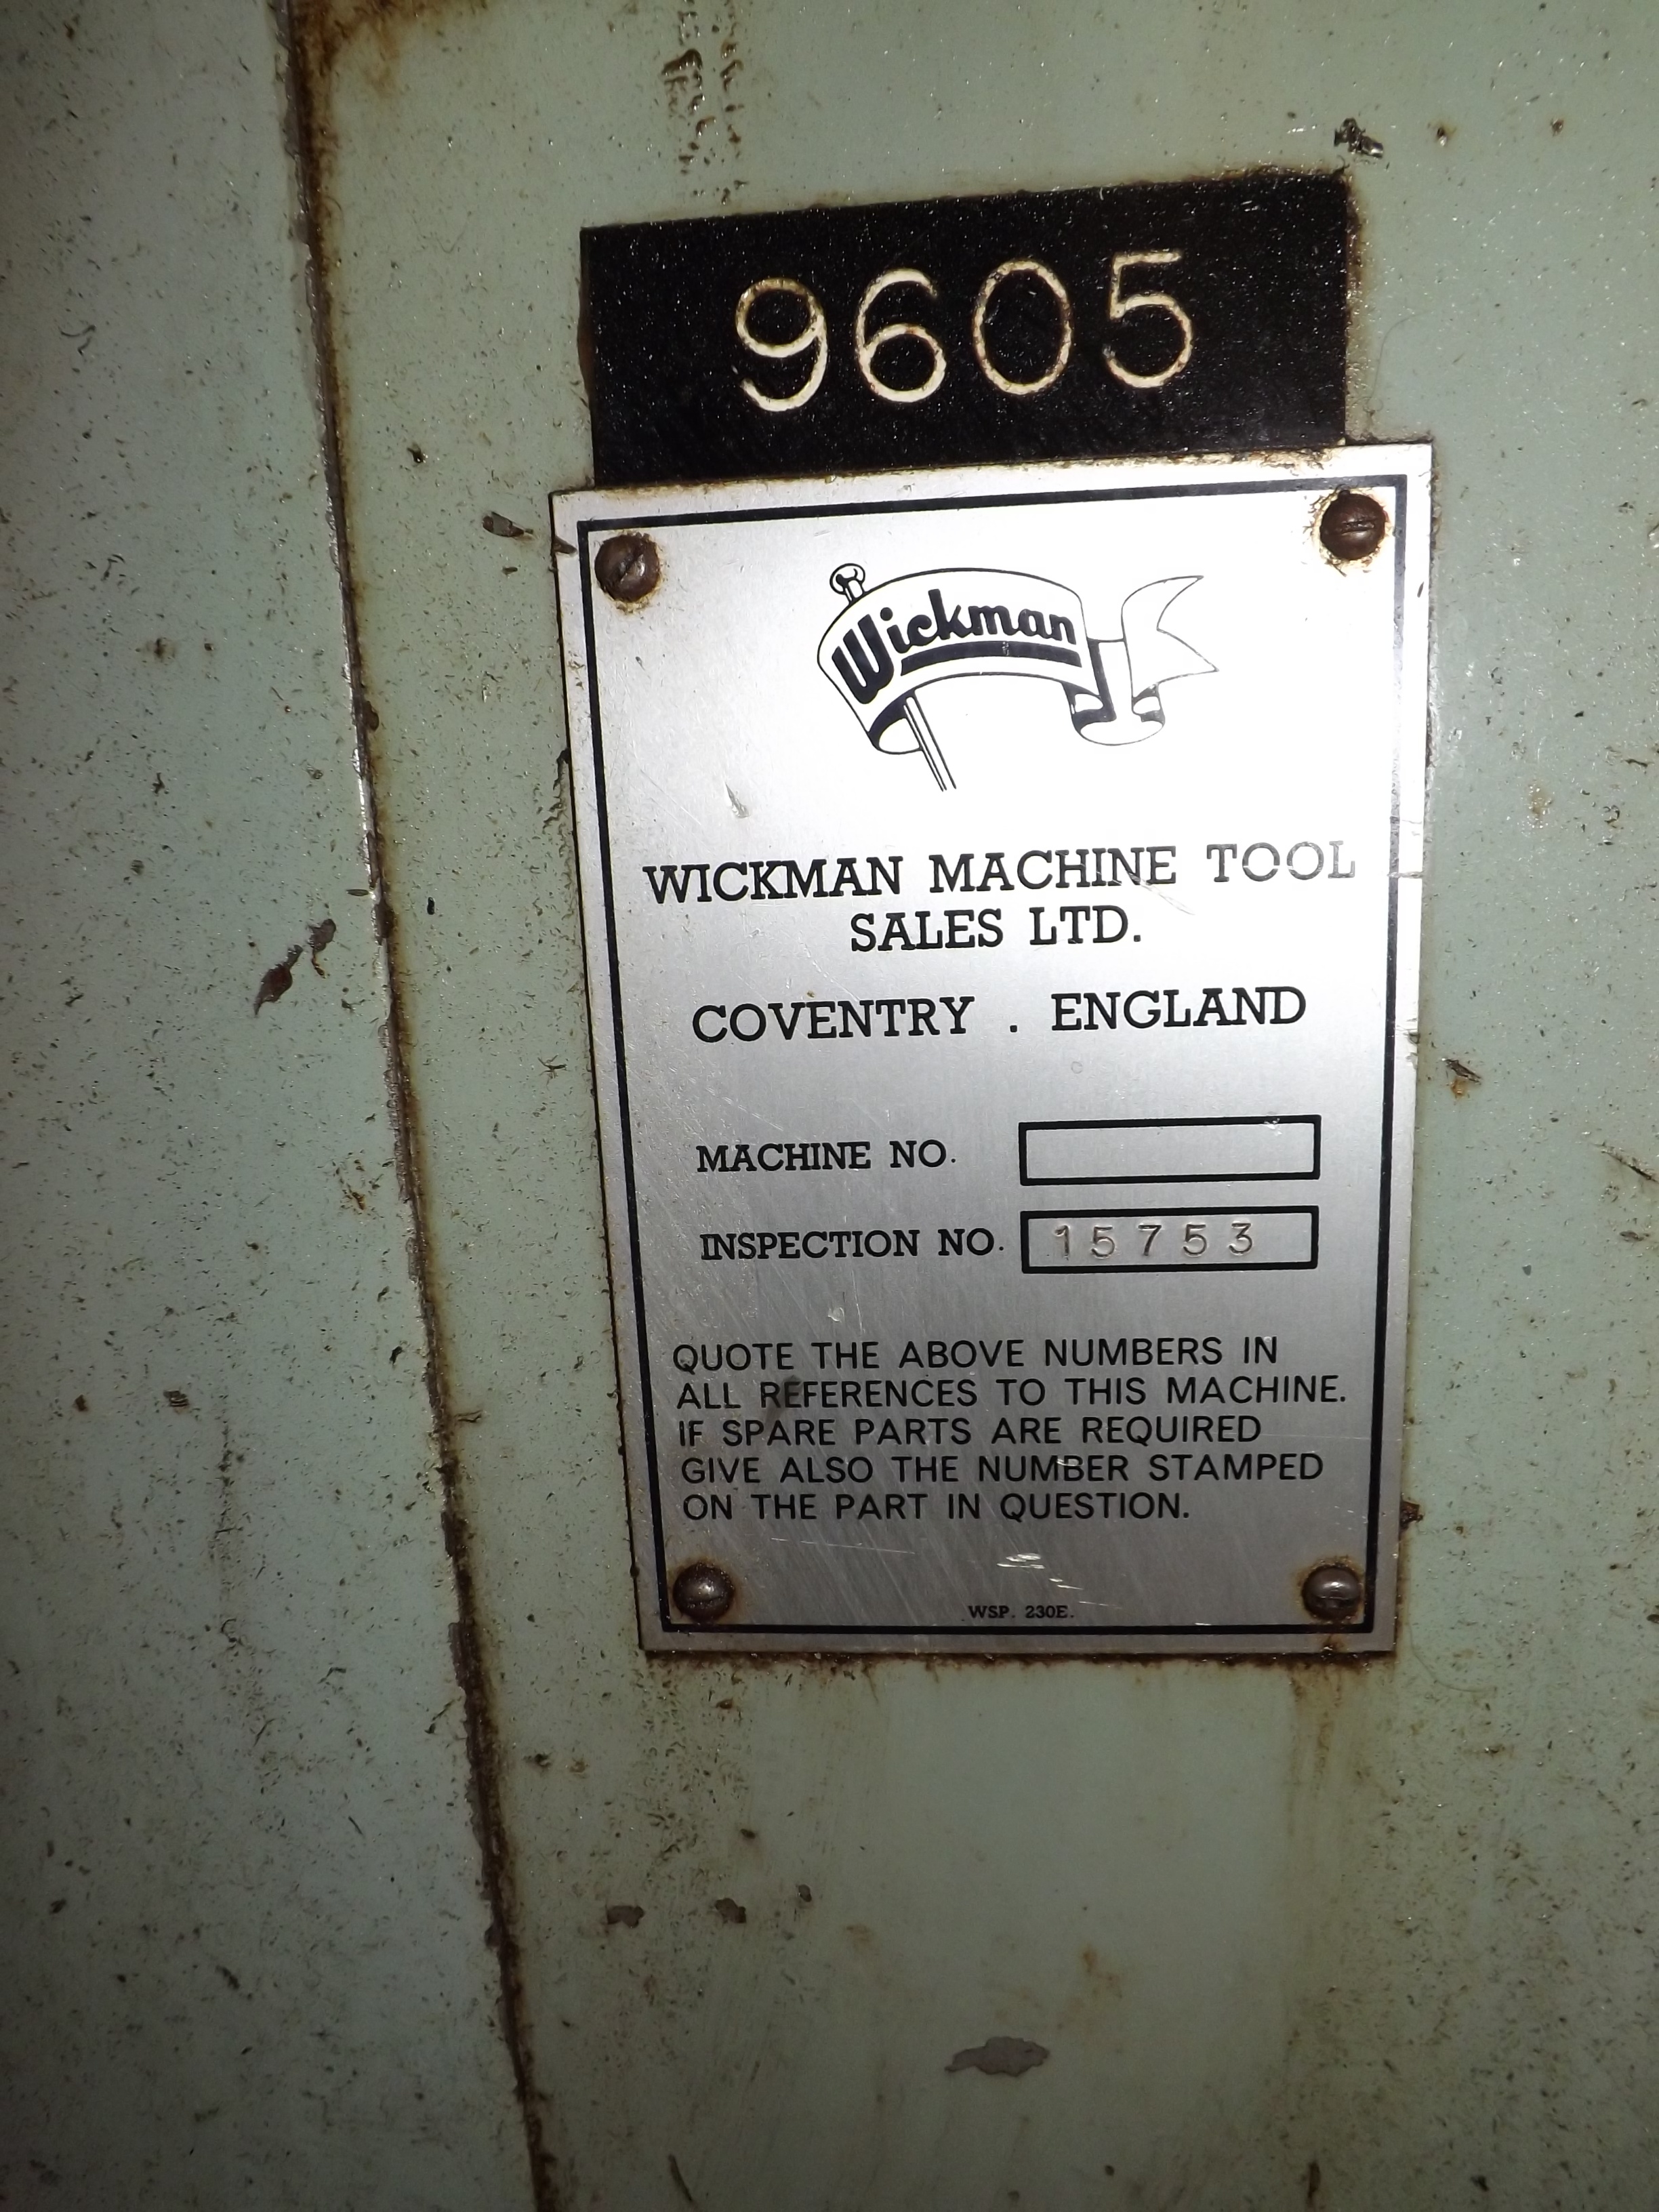 9605
Wickman
WICKMAN MACHINE TOOL
SALES LTD.
COVENTRY . ENGLAND
MACHINE NO.
INSPECTION NO. 15753
QUOTE THE ABOVE NUMBERS IN
ALL REFERENCES TO THIS MACHINE.
IF SPARE PARTS ARE REQUIRED
GIVE ALSO THE NUMBER STAMPED
ON THE PART IN QUESTION.
WSP. 230E.